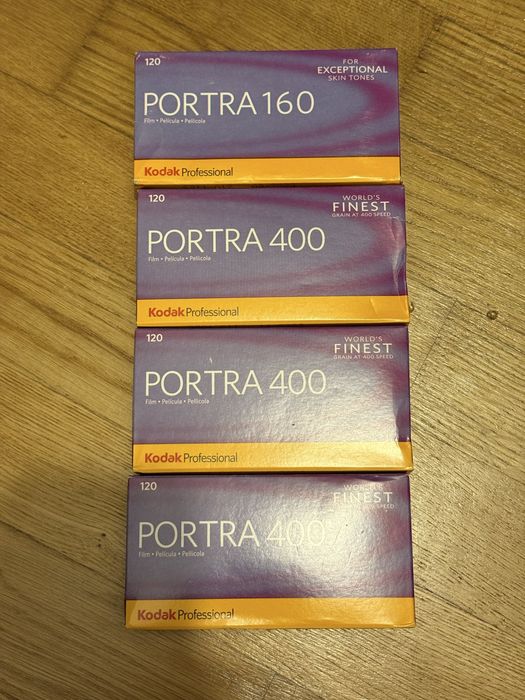 120
FOR
EXCEPTIONAL
SKIN TONES
PORTRA 160
Film • Película • Pellicola
Kodak Professional
120
WORLD'S
FINEST
GRAIN AT 400 SPEED
PORTRA 400
Film • Película • Pellicola
Kodak Professional
120
WORLD'S
FINEST
GRAIN AT 400 SPEED
PORTRA 400
Film • Película • Pellicola
Kodak Professional
120
WORLD'S
FINEST
SPEED
PORTRA 400
Film • Película • Pellicola
Kodak Professional